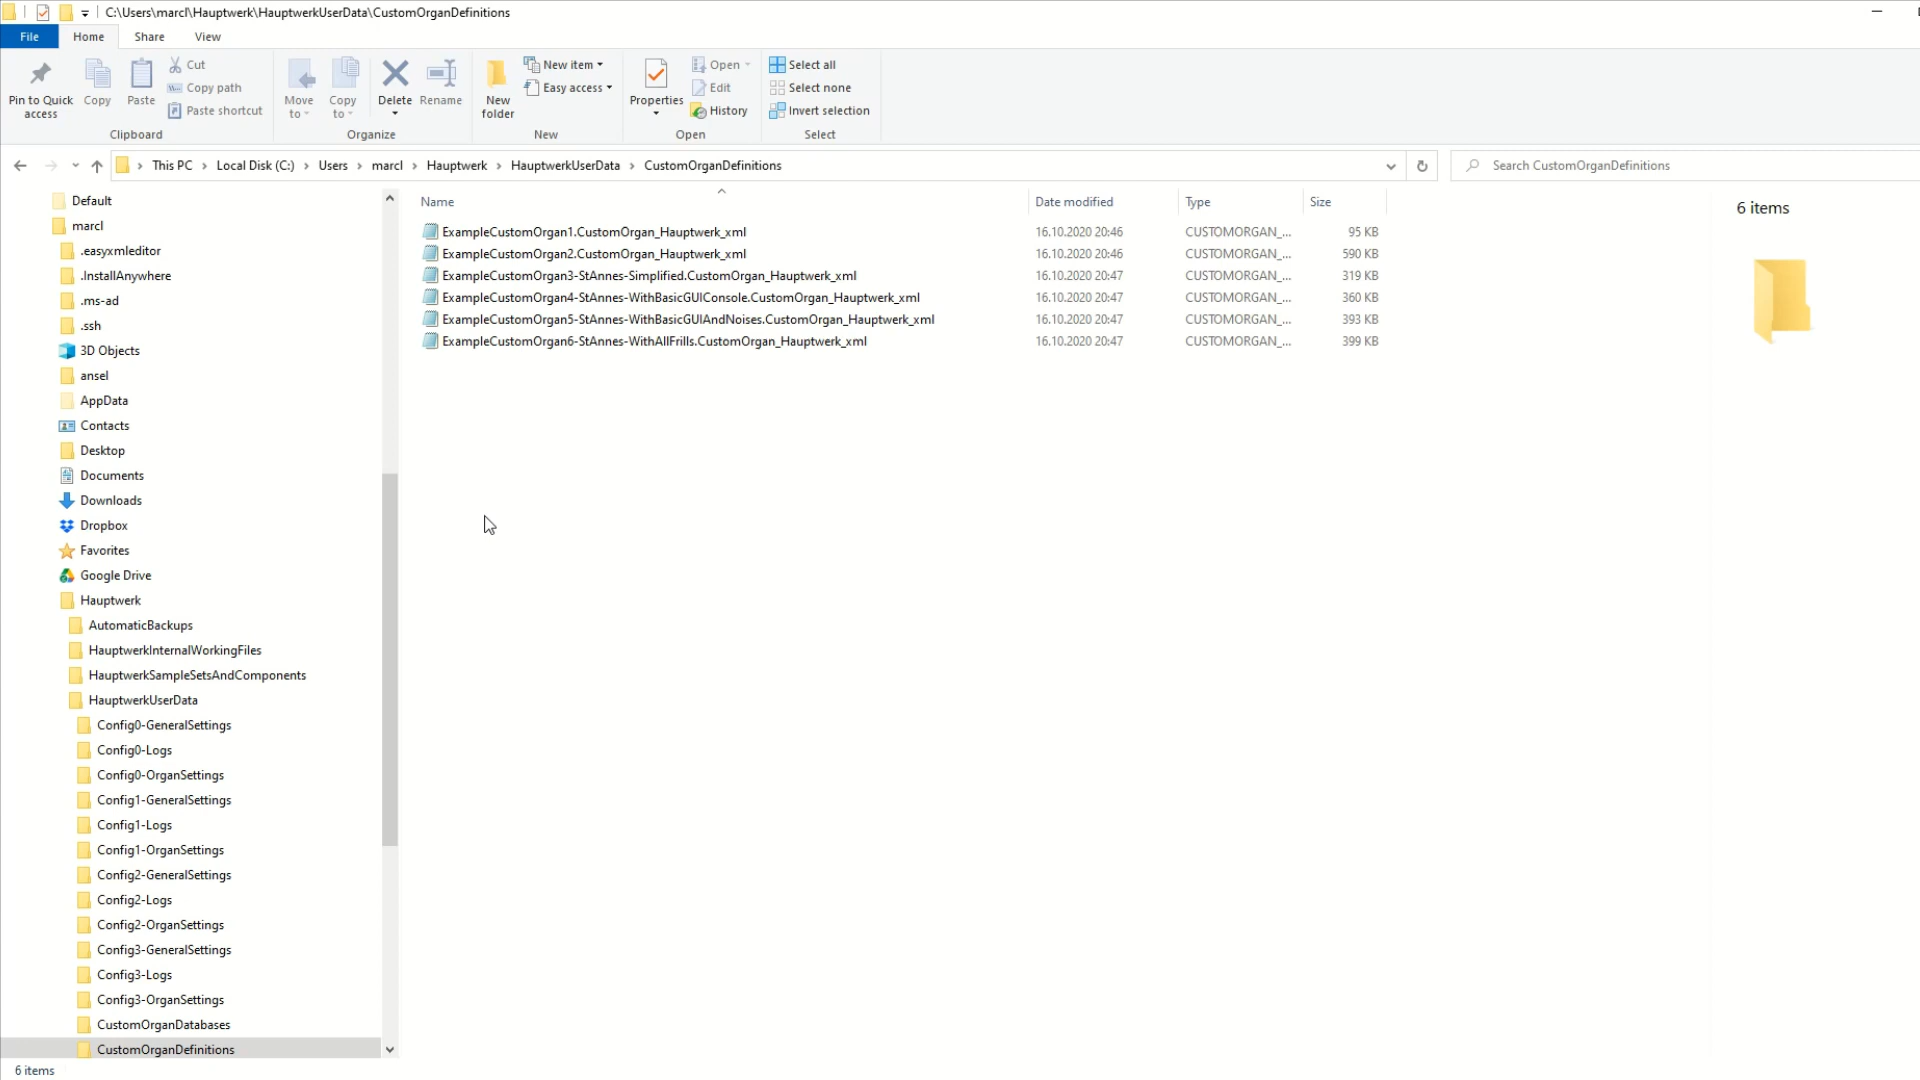 C:\Users\marcl\Hauptwerk\HauptwerkUserData\CustomOrganDefinitions
File Home Share View
Pin to Quick access
Copy
Paste
Cut
Copy path
Paste shortcut
Clipboard
Move to
Copy to
Delete
Rename
Organize
New folder
New item
Easy access
New
Properties
Open
Edit
History
Open
Select all
Select none
Invert selection
Select
This PC Local Disk (C:) Users marcl Hauptwerk HauptwerkUserData CustomOrganDefinitions
Search CustomOrganDefinitions
Default
marcl
.easyxmleditor
.InstallAnywhere
.ms-ad
.ssh
3D Objects
ansel
AppData
Contacts
Desktop
Documents
Downloads
Dropbox
Favorites
Google Drive
Hauptwerk
AutomaticBackups
HauptwerkInternalWorkingFiles
HauptwerkSampleSetsAndComponents
HauptwerkUserData
Config0-GeneralSettings
Config0-Logs
Config0-OrganSettings
Config1-GeneralSettings
Config1-Logs
Config1-OrganSettings
Config2-GeneralSettings
Config2-Logs
Config2-OrganSettings
Config3-GeneralSettings
Config3-Logs
Config3-OrganSettings
CustomOrganDatabases
CustomOrganDefinitions
Name Date modified Type Size
ExampleCustomOrgan1.CustomOrgan_Hauptwerk_xml 16.10.2020 20:46 CUSTOMORGAN_... 95 KB
ExampleCustomOrgan2.CustomOrgan_Hauptwerk_xml 16.10.2020 20:46 CUSTOMORGAN_... 590 KB
ExampleCustomOrgan3-StAnnes-Simplified.CustomOrgan_Hauptwerk_xml 16.10.2020 20:47 CUSTOMORGAN_... 319 KB
ExampleCustomOrgan4-StAnnes-WithBasicGUIConsole.CustomOrgan_Hauptwerk_xml 16.10.2020 20:47 CUSTOMORGAN_... 360 KB
ExampleCustomOrgan5-StAnnes-WithBasicGUIAndNoises.CustomOrgan_Hauptwerk_xml 16.10.2020 20:47 CUSTOMORGAN_... 393 KB
ExampleCustomOrgan6-StAnnes-WithAllFrills.CustomOrgan_Hauptwerk_xml 16.10.2020 20:47 CUSTOMORGAN_... 399 KB
6 items
6 items